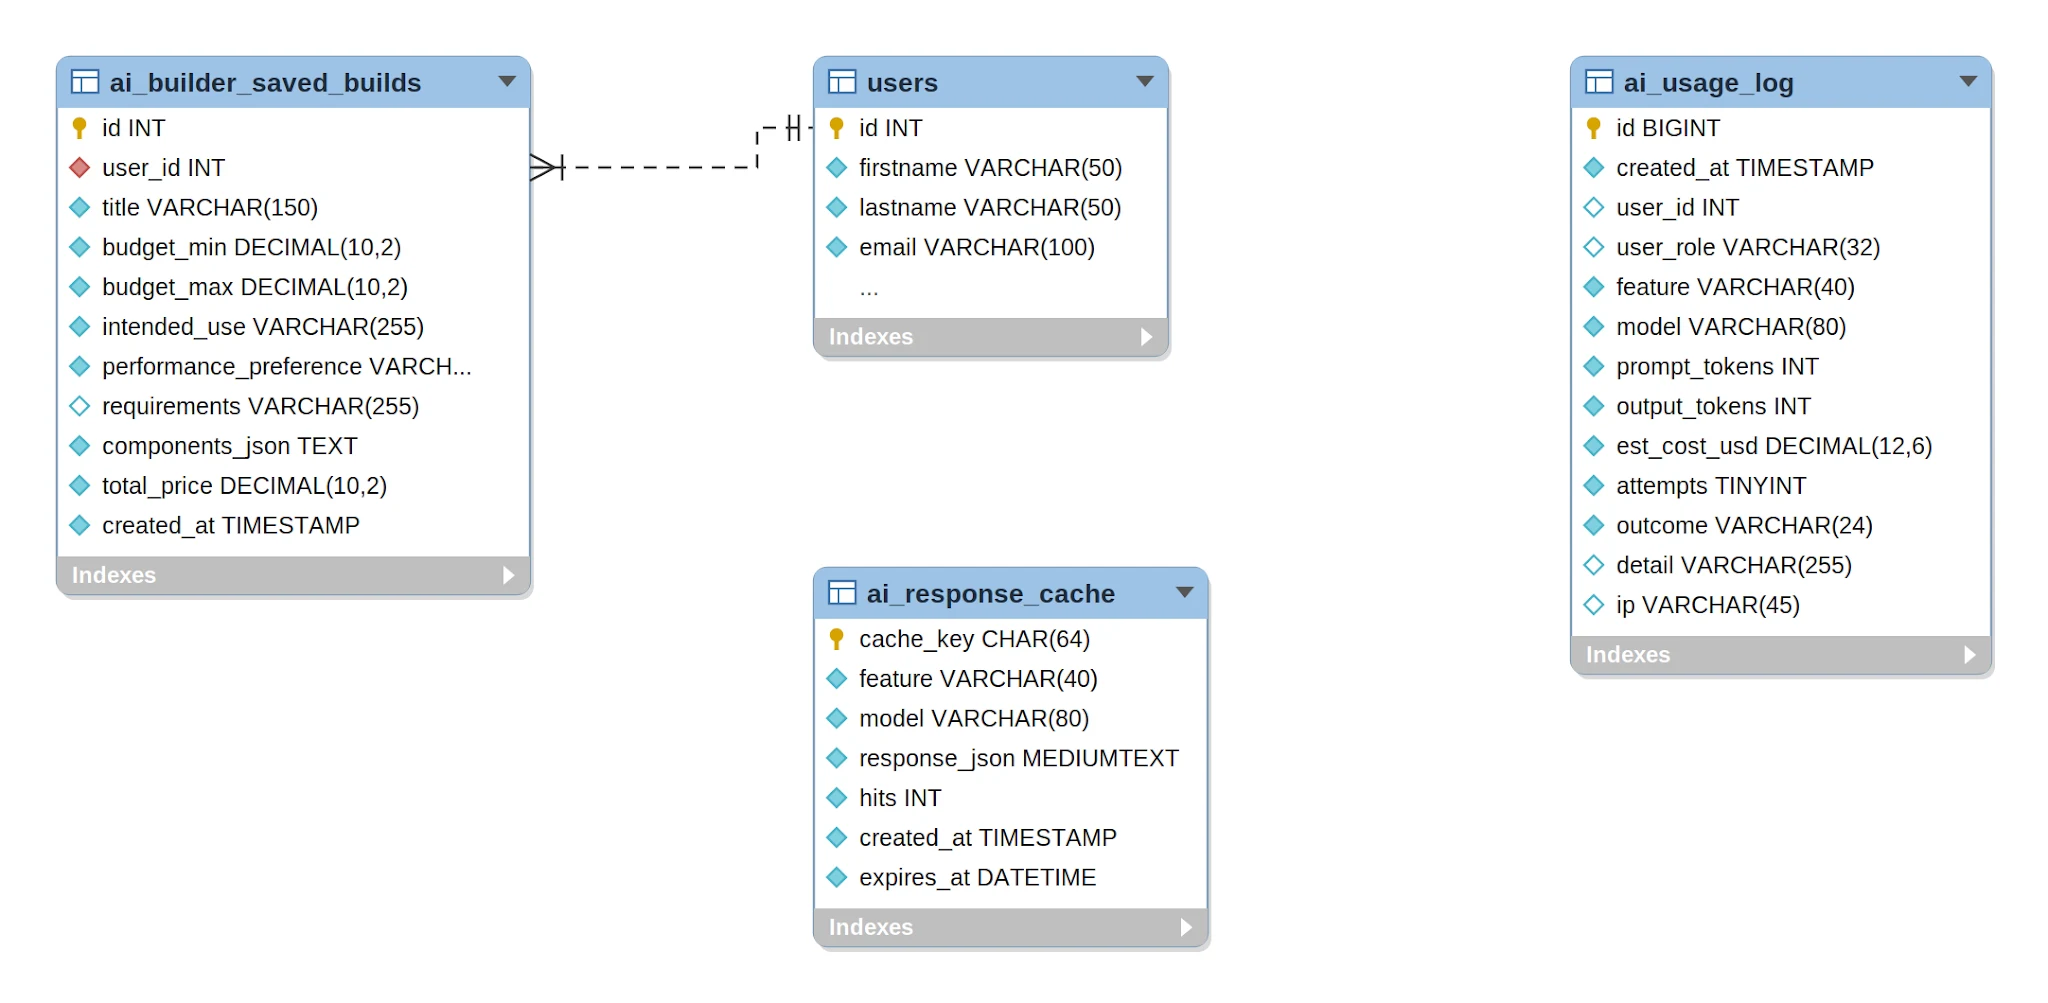 ai_builder_saved_builds
id INT
user_id INT
title VARCHAR(150)
budget_min DECIMAL(10,2)
budget_max DECIMAL(10,2)
intended_use VARCHAR(255)
performance_preference VARCH...
requirements VARCHAR(255)
components_json TEXT
total_price DECIMAL(10,2)
created_at TIMESTAMP
Indexes
users
id INT
firstname VARCHAR(50)
lastname VARCHAR(50)
email VARCHAR(100)
...
Indexes
ai_response_cache
cache_key CHAR(64)
feature VARCHAR(40)
model VARCHAR(80)
response_json MEDIUMTEXT
hits INT
created_at TIMESTAMP
expires_at DATETIME
Indexes
ai_usage_log
id BIGINT
created_at TIMESTAMP
user_id INT
user_role VARCHAR(32)
feature VARCHAR(40)
model VARCHAR(80)
prompt_tokens INT
output_tokens INT
est_cost_usd DECIMAL(12,6)
attempts TINYINT
outcome VARCHAR(24)
detail VARCHAR(255)
ip VARCHAR(45)
Indexes